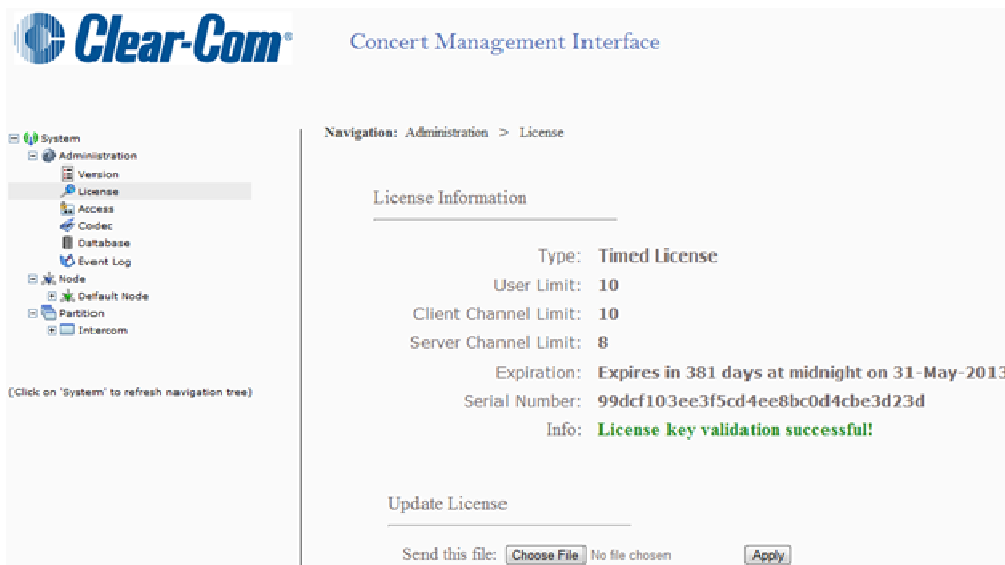 Clear-Com®
Concert Management Interface
System
Administration
Version
License
Access
Codec
Database
Event Log
Node
Default Node
Partition
Intercom
(Click on 'System' to refresh navigation tree)
Navigation: Administration > License
License Information
Type: Timed License
User Limit: 10
Client Channel Limit: 10
Server Channel Limit: 8
Expiration: Expires in 381 days at midnight on 31-May-2013
Serial Number: 99dcf103ee3f5cd4ee8bc0d4cbe3d23d
Info: License key validation successful!
Update License
Send this file: Choose File No file chosen Apply